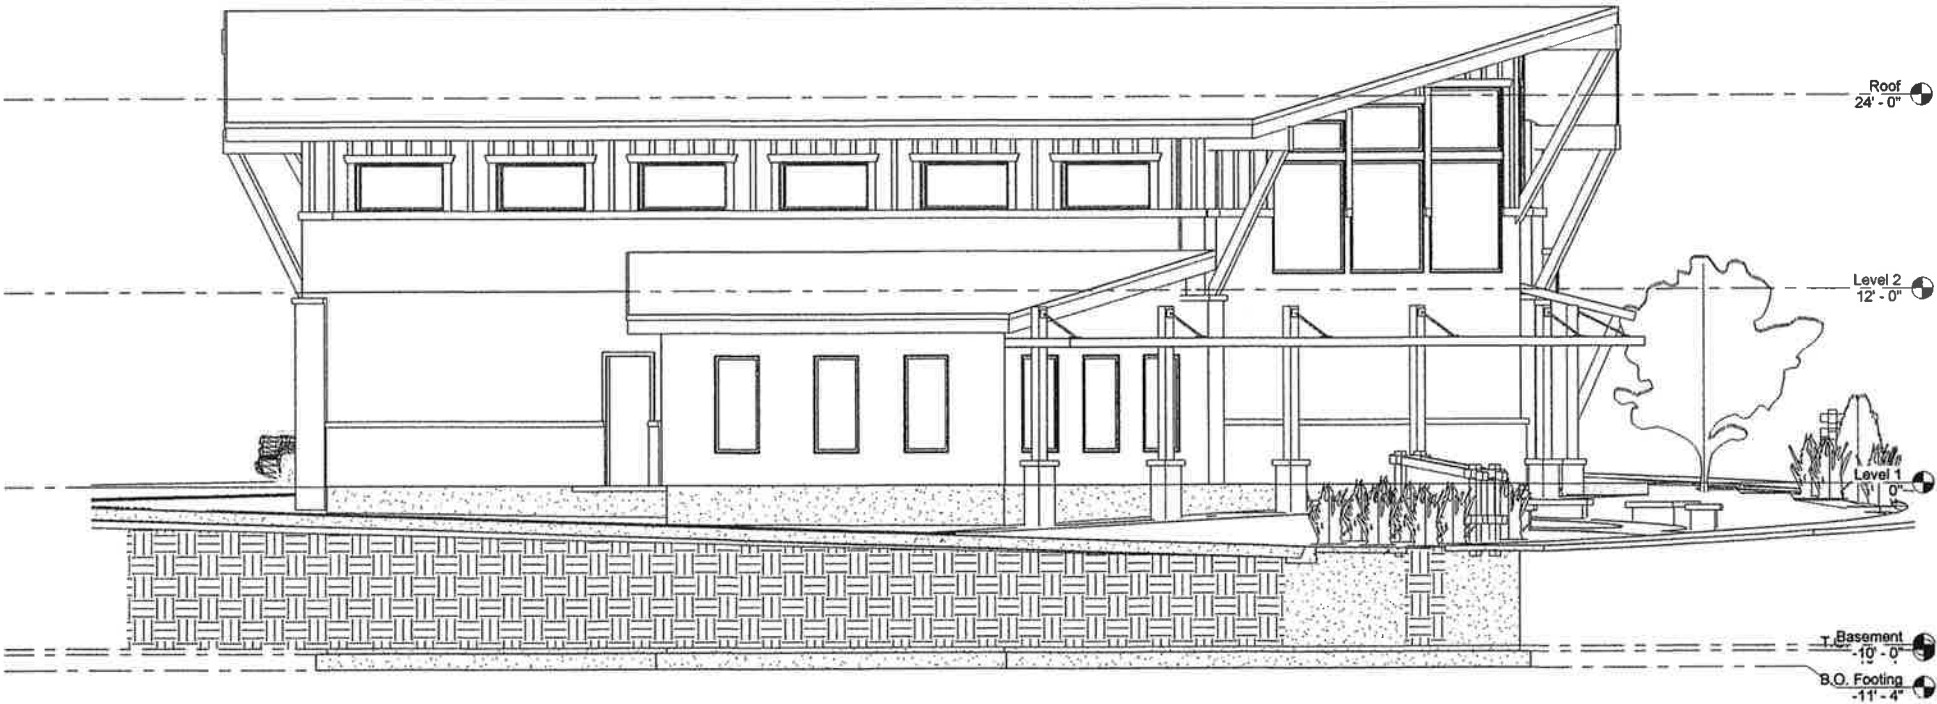 Roof
24' - 0"
Level 2
12' - 0"
Level 1
0"
Basement
-10' - 0"
B.O. Footing
-11' - 4"